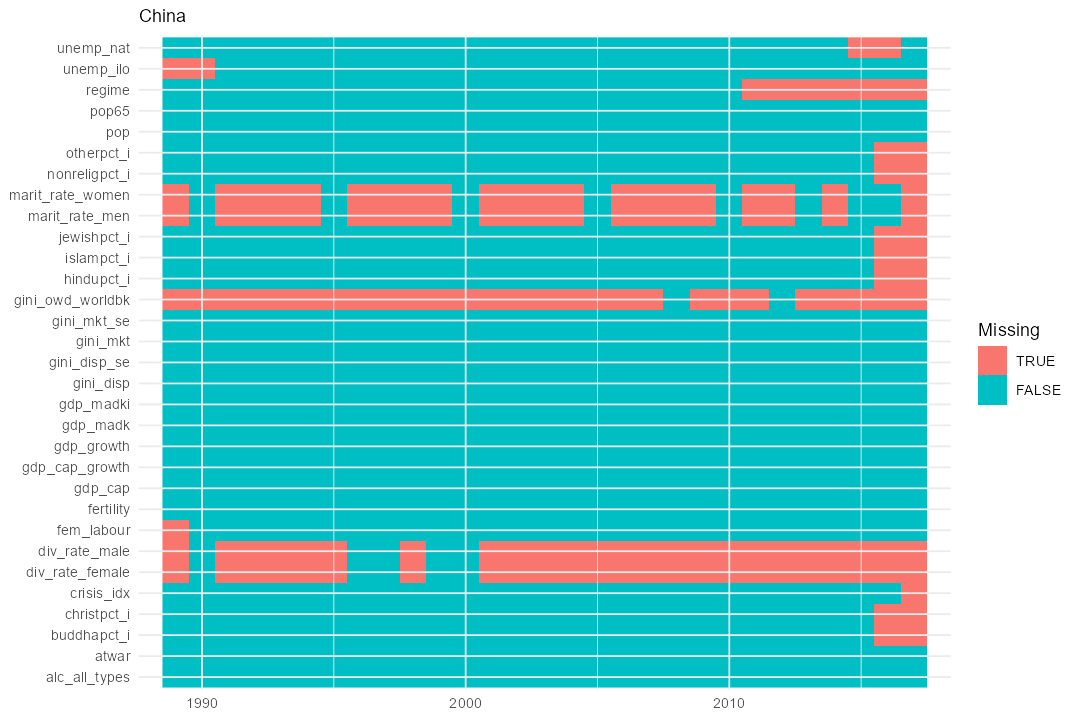 China
unemp_nat
unemp_ilo
regime
pop65
pop
otherpct_i
nonreligpct_i
marit_rate_women
marit_rate_men
jewishpct_i
islampct_i
hindupct_i
gini_owd_worldbk
gini_mkt_se
gini_mkt
gini_disp_se
gini_disp
gdp_madki
gdp_madk
gdp_growth
gdp_cap_growth
gdp_cap
fertility
fem_labour
div_rate_male
div_rate_female
crisis_idx
christpct_i
buddhapct_i
atwar
alc_all_types
1990 2000 2010
Missing
TRUE
FALSE